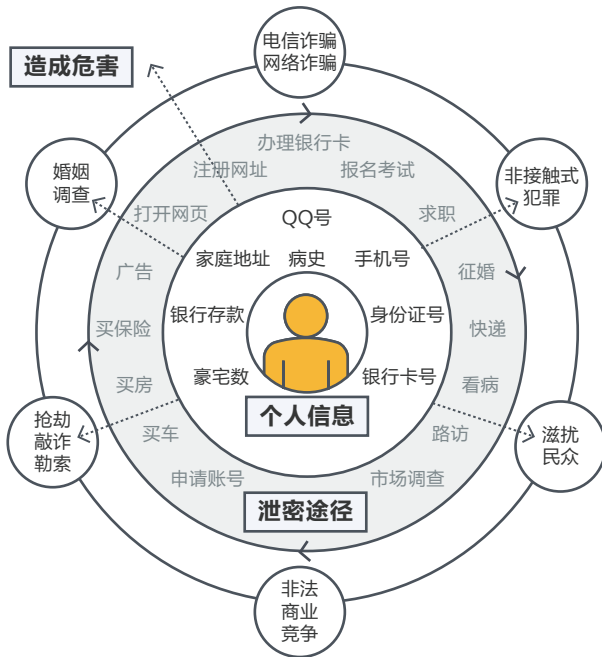 电信诈骗
网络诈骗
造成危害
办理银行卡
注册网址
报名考试
婚姻
调查
非接触式
犯罪
打开网页
QQ号
求职
家庭地址
病史
手机号
广告
征婚
银行存款
身份证号
买保险
快递
豪宅数
银行卡号
买房
看病
个人信息
抢劫
敲诈
勒索
买车
路访
滋扰
民众
申请账号
市场调查
泄密途径
非法
商业
竞争